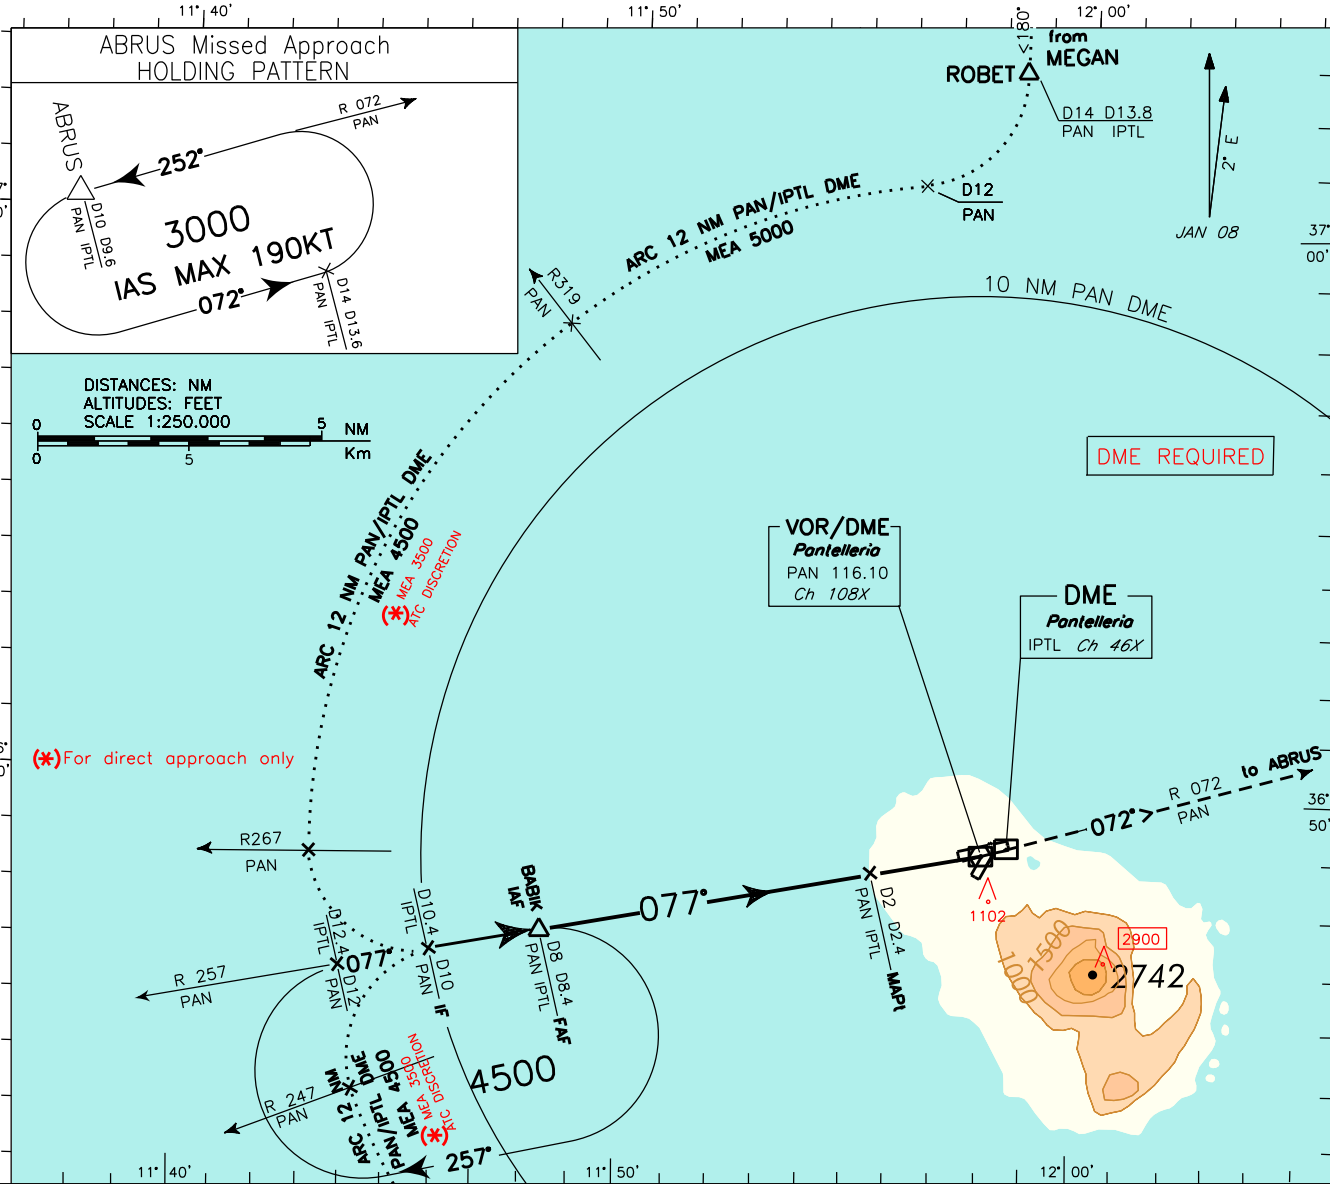 11° 40'
11° 50'
12° 00'
ABRUS Missed Approach
HOLDING PATTERN
ABRUS
R 072
PAN
252°
D10 D9.6
PAN IPTL
3000
IAS MAX 190KT
072°
D14 D13.6
PAN IPTL
<180°
from
MEGAN
ROBET
D14 D13.8
PAN IPTL
2° E
JAN 08
D12
PAN
ARC 12 NM PAN/IPTL DME
MEA 5000
R319
PAN
37°
00'
10 NM PAN DME
DISTANCES: NM
ALTITUDES: FEET
SCALE 1:250.000
0
5
NM
0
5
Km
DME REQUIRED
ARC 12 NM PAN/IPTL DME
MEA 4500
(*) MEA 3500
ATC DISCRETION
VOR/DME
Pantelleria
PAN 116.10
Ch 108X
DME
Pantelleria
IPTL Ch 46X
(*)For direct approach only
to ABRUS
R 072
PAN
072°>
36°
50'
R267
PAN
BABIK
IAF
077°
D10.4
IPTL
D10
PAN
IF
D12.4
IPTL
D12
PAN
077°
D8 D8.4
PAN IPTL
FAF
D2 D2.4
PAN IPTL
MAPt
1102
2900
2742
1500
1000
R 257
PAN
R 247
PAN
4500
ARC 12 NM
PAN/IPTL DME
MEA 4500
(*) MEA 3500
ATC DISCRETION
257°
11° 40'
11° 50'
12° 00'